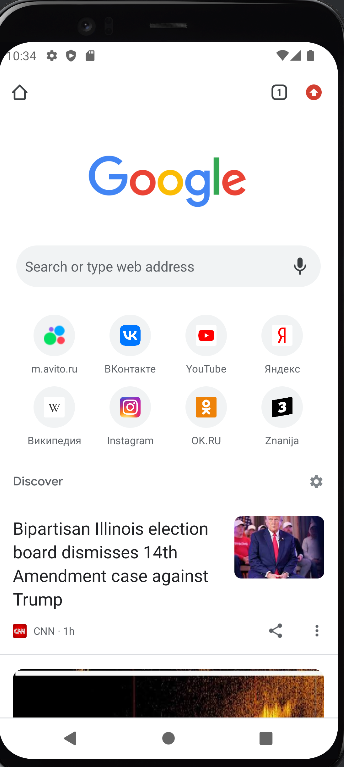 10:34
1
Google
Search or type web address
m.avito.ru
ВКонтакте
YouTube
Яндекс
Википедия
Instagram
OK.RU
Znanija
Discover
Bipartisan Illinois election
board dismisses 14th
Amendment case against
Trump
CNN
CNN · 1h